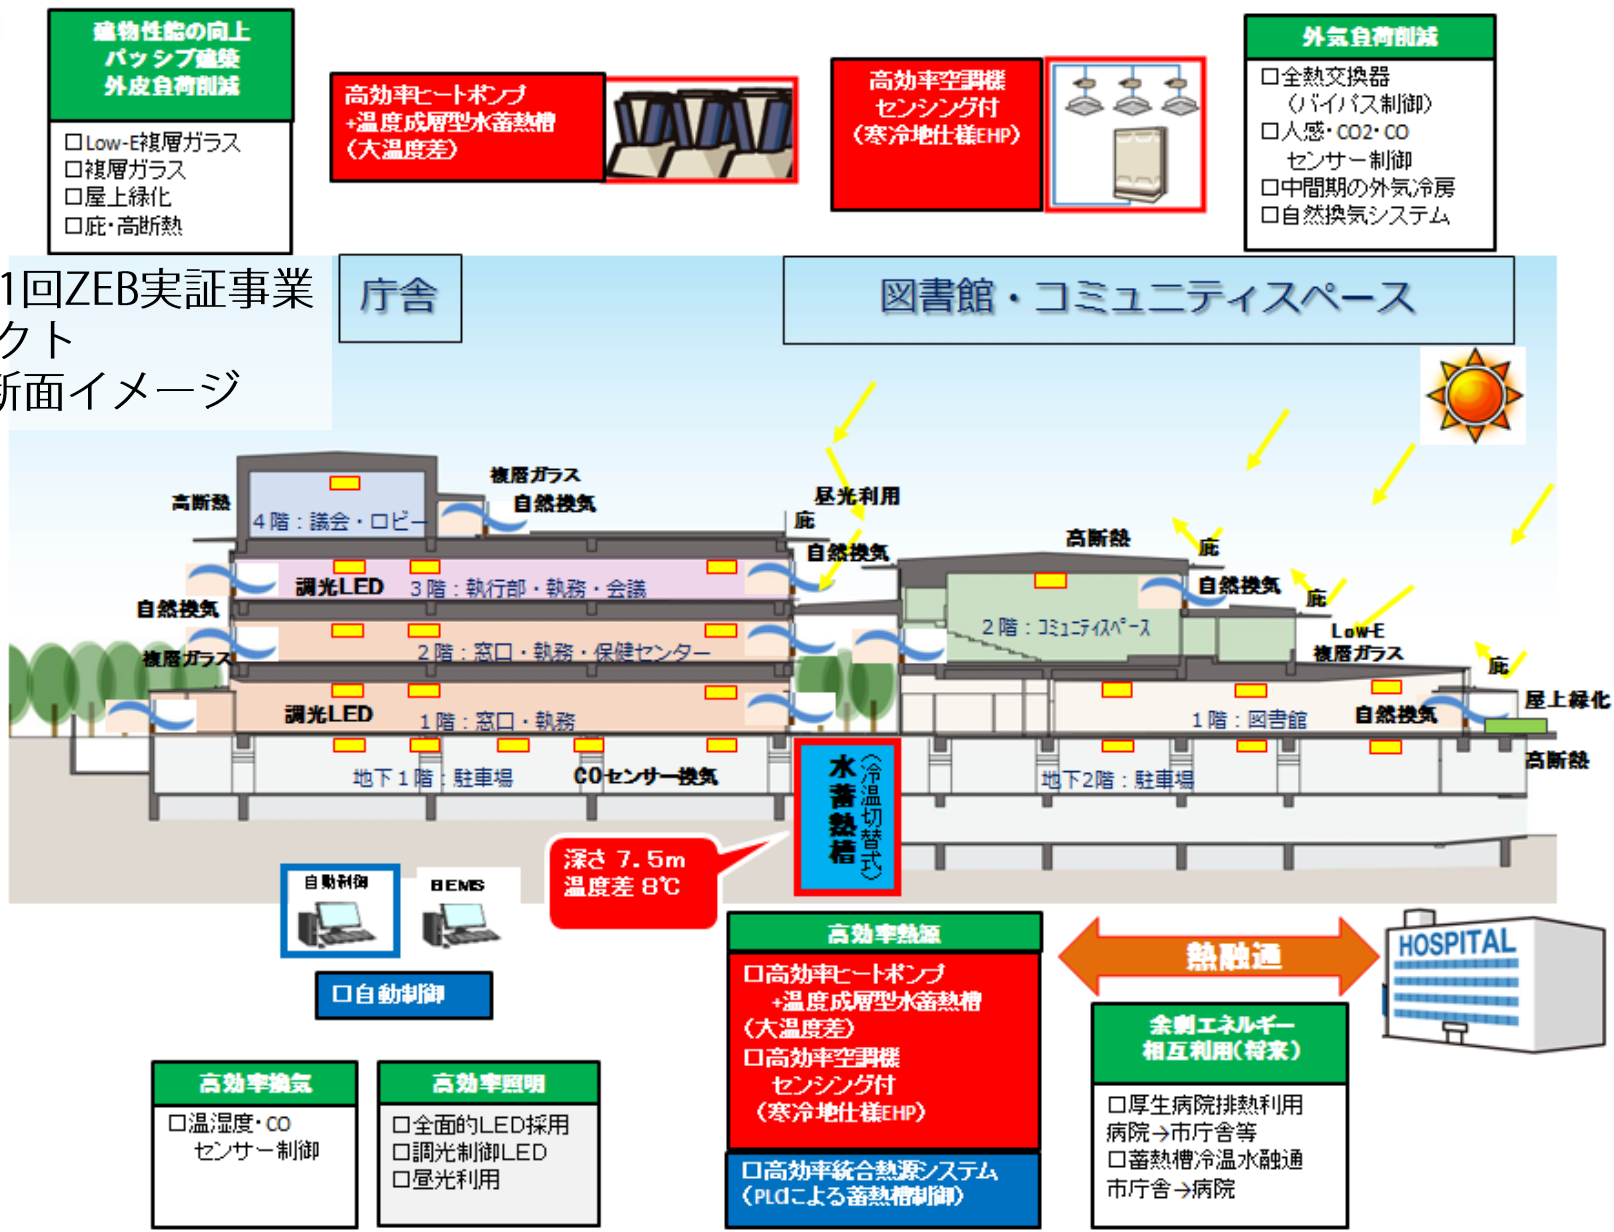 建物性能の向上
パッシブ建築
外皮負荷削減
□Low-E複層ガラス
□複層ガラス
□屋上緑化
□庇・高断熱
高効率ヒートポンプ
+温度成層型水蓄熱槽
（大温度差）
高効率空調機
センシング付
（寒冷地仕様EHP）
外気負荷削減
□全熱交換器
（バイパス制御）
□人感・CO2・CO
センサー制御
□中間期の外気冷房
□自然換気システム
1回ZEB実証事業
クト
断面イメージ
庁舎
図書館・コミュニティスペース
複層ガラス
高断熱
自然換気
4階：議会・ロビー
昼光利用
庇
自然換気
高断熱
庇
調光LED
3階：執行部・執務・会議
自然換気
自然換気
庇
2階：窓口・執務・保健センター
2階：コミュニティスペース
Low-E
複層ガラス
複層ガラス
庇
屋上緑化
調光LED
1階：窓口・執務
1階：図書館
自然換気
高断熱
地下1階：駐車場
COセンサー換気
水蓄熱槽
（冷温切替式）
地下2階：駐車場
深さ 7.5m
温度差 8℃
自動制御
BEMS
□自動制御
高効率熱源
□高効率ヒートポンプ
+温度成層型水蓄熱槽
（大温度差）
□高効率空調機
センシング付
（寒冷地仕様EHP）
□高効率統合熱源システム
（PLCによる蓄熱槽制御）
熱融通
HOSPITAL
余剰エネルギー
相互利用(将来)
□厚生病院排熱利用
病院→市庁舎等
□蓄熱槽冷温水融通
市庁舎→病院
高効率換気
□温湿度・CO
センサー制御
高効率照明
□全面的LED採用
□調光制御LED
□昼光利用